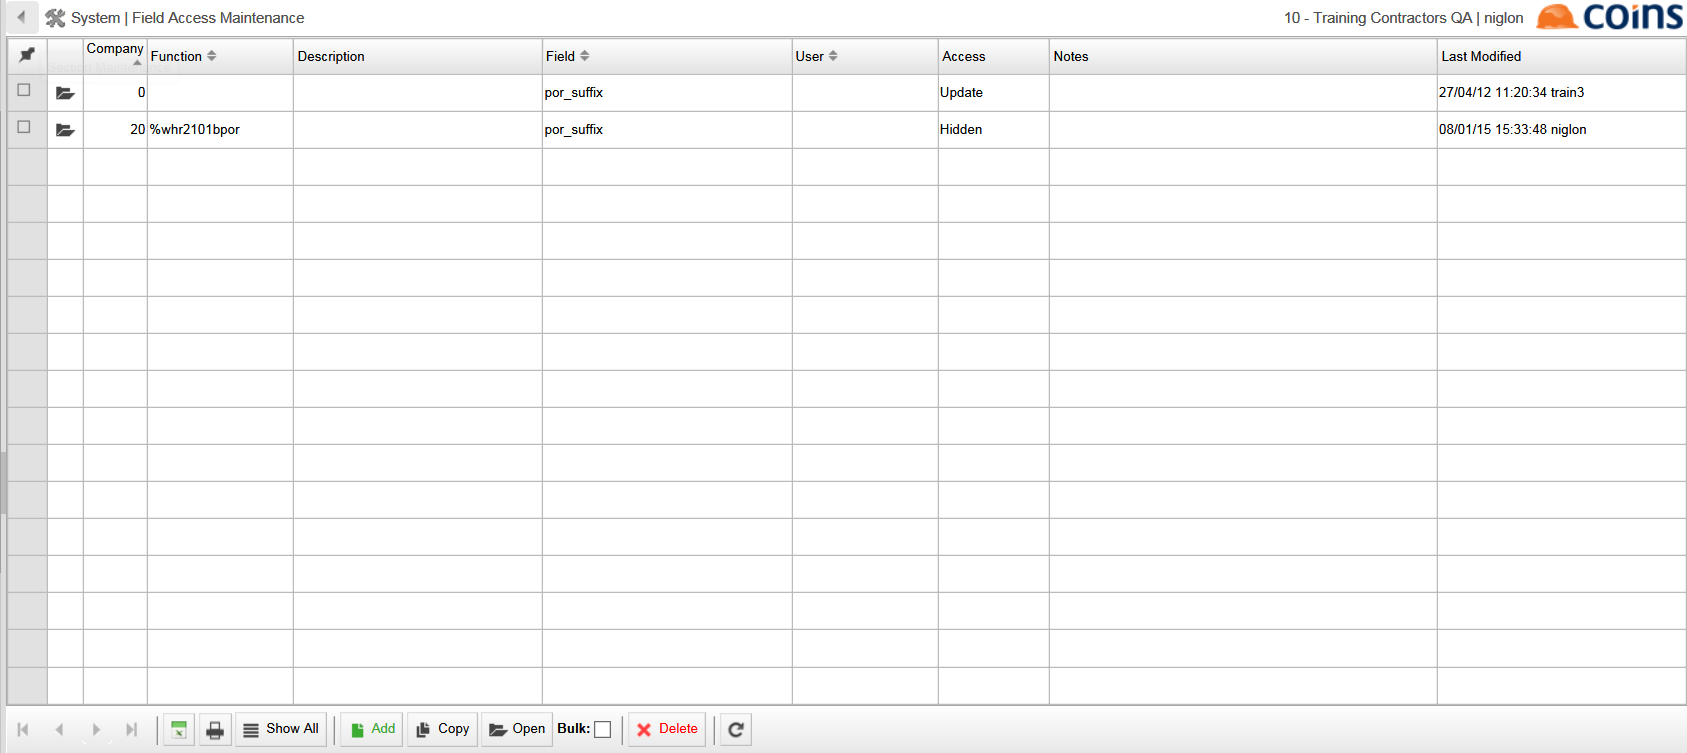 System | Field Access Maintenance
10 - Training Contractors QA | niglon
coins
Company Function Description Field User Access Notes Last Modified
0 por_suffix Update 27/04/12 11:20:34 train3
20 %whr2101bpor por_suffix Hidden 08/01/15 15:33:48 niglon
Show All Add Copy Open Bulk: Delete